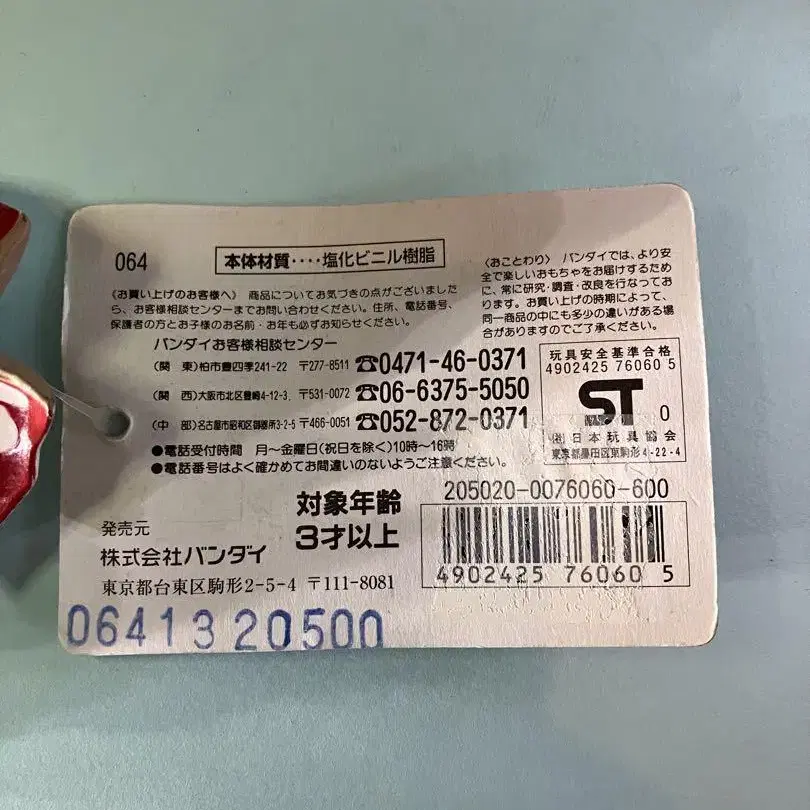 064
本体材質‥‥塩化ビニル樹脂
〈お買い上げのお客様へ〉 商品についてお気づきの点がございました
ら、お客様相談センターまでお問い合わせください。住所、電話番号、
保護者の方とお子様のお名前・お年も必ずお知らせください。
〈おことわり〉 バンダイでは、より安
全で楽しいおもちゃをお届けするため
に、常に研究・調査・改良を行なってお
ります。お買い上げの時期によって、
同一商品の中にも多少の違いがある場
合がありますのでご了承ください。
バンダイお客様相談センター
(関 東)柏市豊四季241-22 〒277-8511 ☎0471-46-0371
(関 西)大阪市北区豊崎4-12-3. 〒531-0072 ☎06-6375-5050
(中 部)名古屋市昭和区御器所3-2-5 〒466-0051 ☎052-872-0371
●電話受付時間 月～金曜日(祝日を除く)10時～16時
●電話番号はよく確かめてお間違いのないようご注意ください。
玩具安全基準合格
4902425 76060 5
ST 0
(社)日本玩具協会
東京都墨田区東駒形4-22-4
対象年齢
3才以上
発売元
株式会社バンダイ
東京都台東区駒形2-5-4 〒111-8081
205020-0076060-600
4902425 76060 5
06413 20500